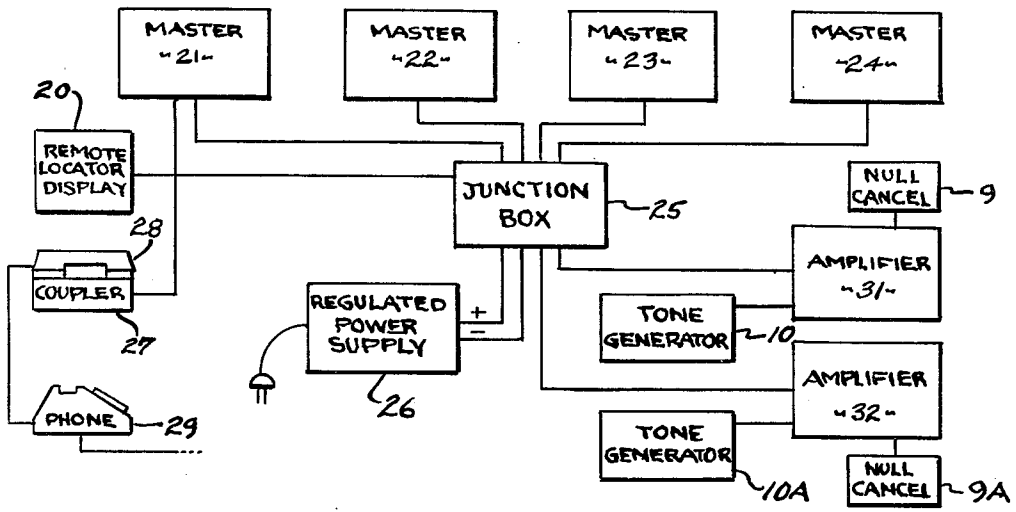 MASTER
"21"
MASTER
"22"
MASTER
"23"
MASTER
"24"
20
REMOTE
LOCATOR
DISPLAY
JUNCTION
BOX
25
NULL
CANCEL
9
28
COUPLER
27
REGULATED
POWER
SUPPLY
+
−
26
AMPLIFIER
"31"
TONE
GENERATOR
10
PHONE
29
AMPLIFIER
"32"
TONE
GENERATOR
10A
NULL
CANCEL
9A